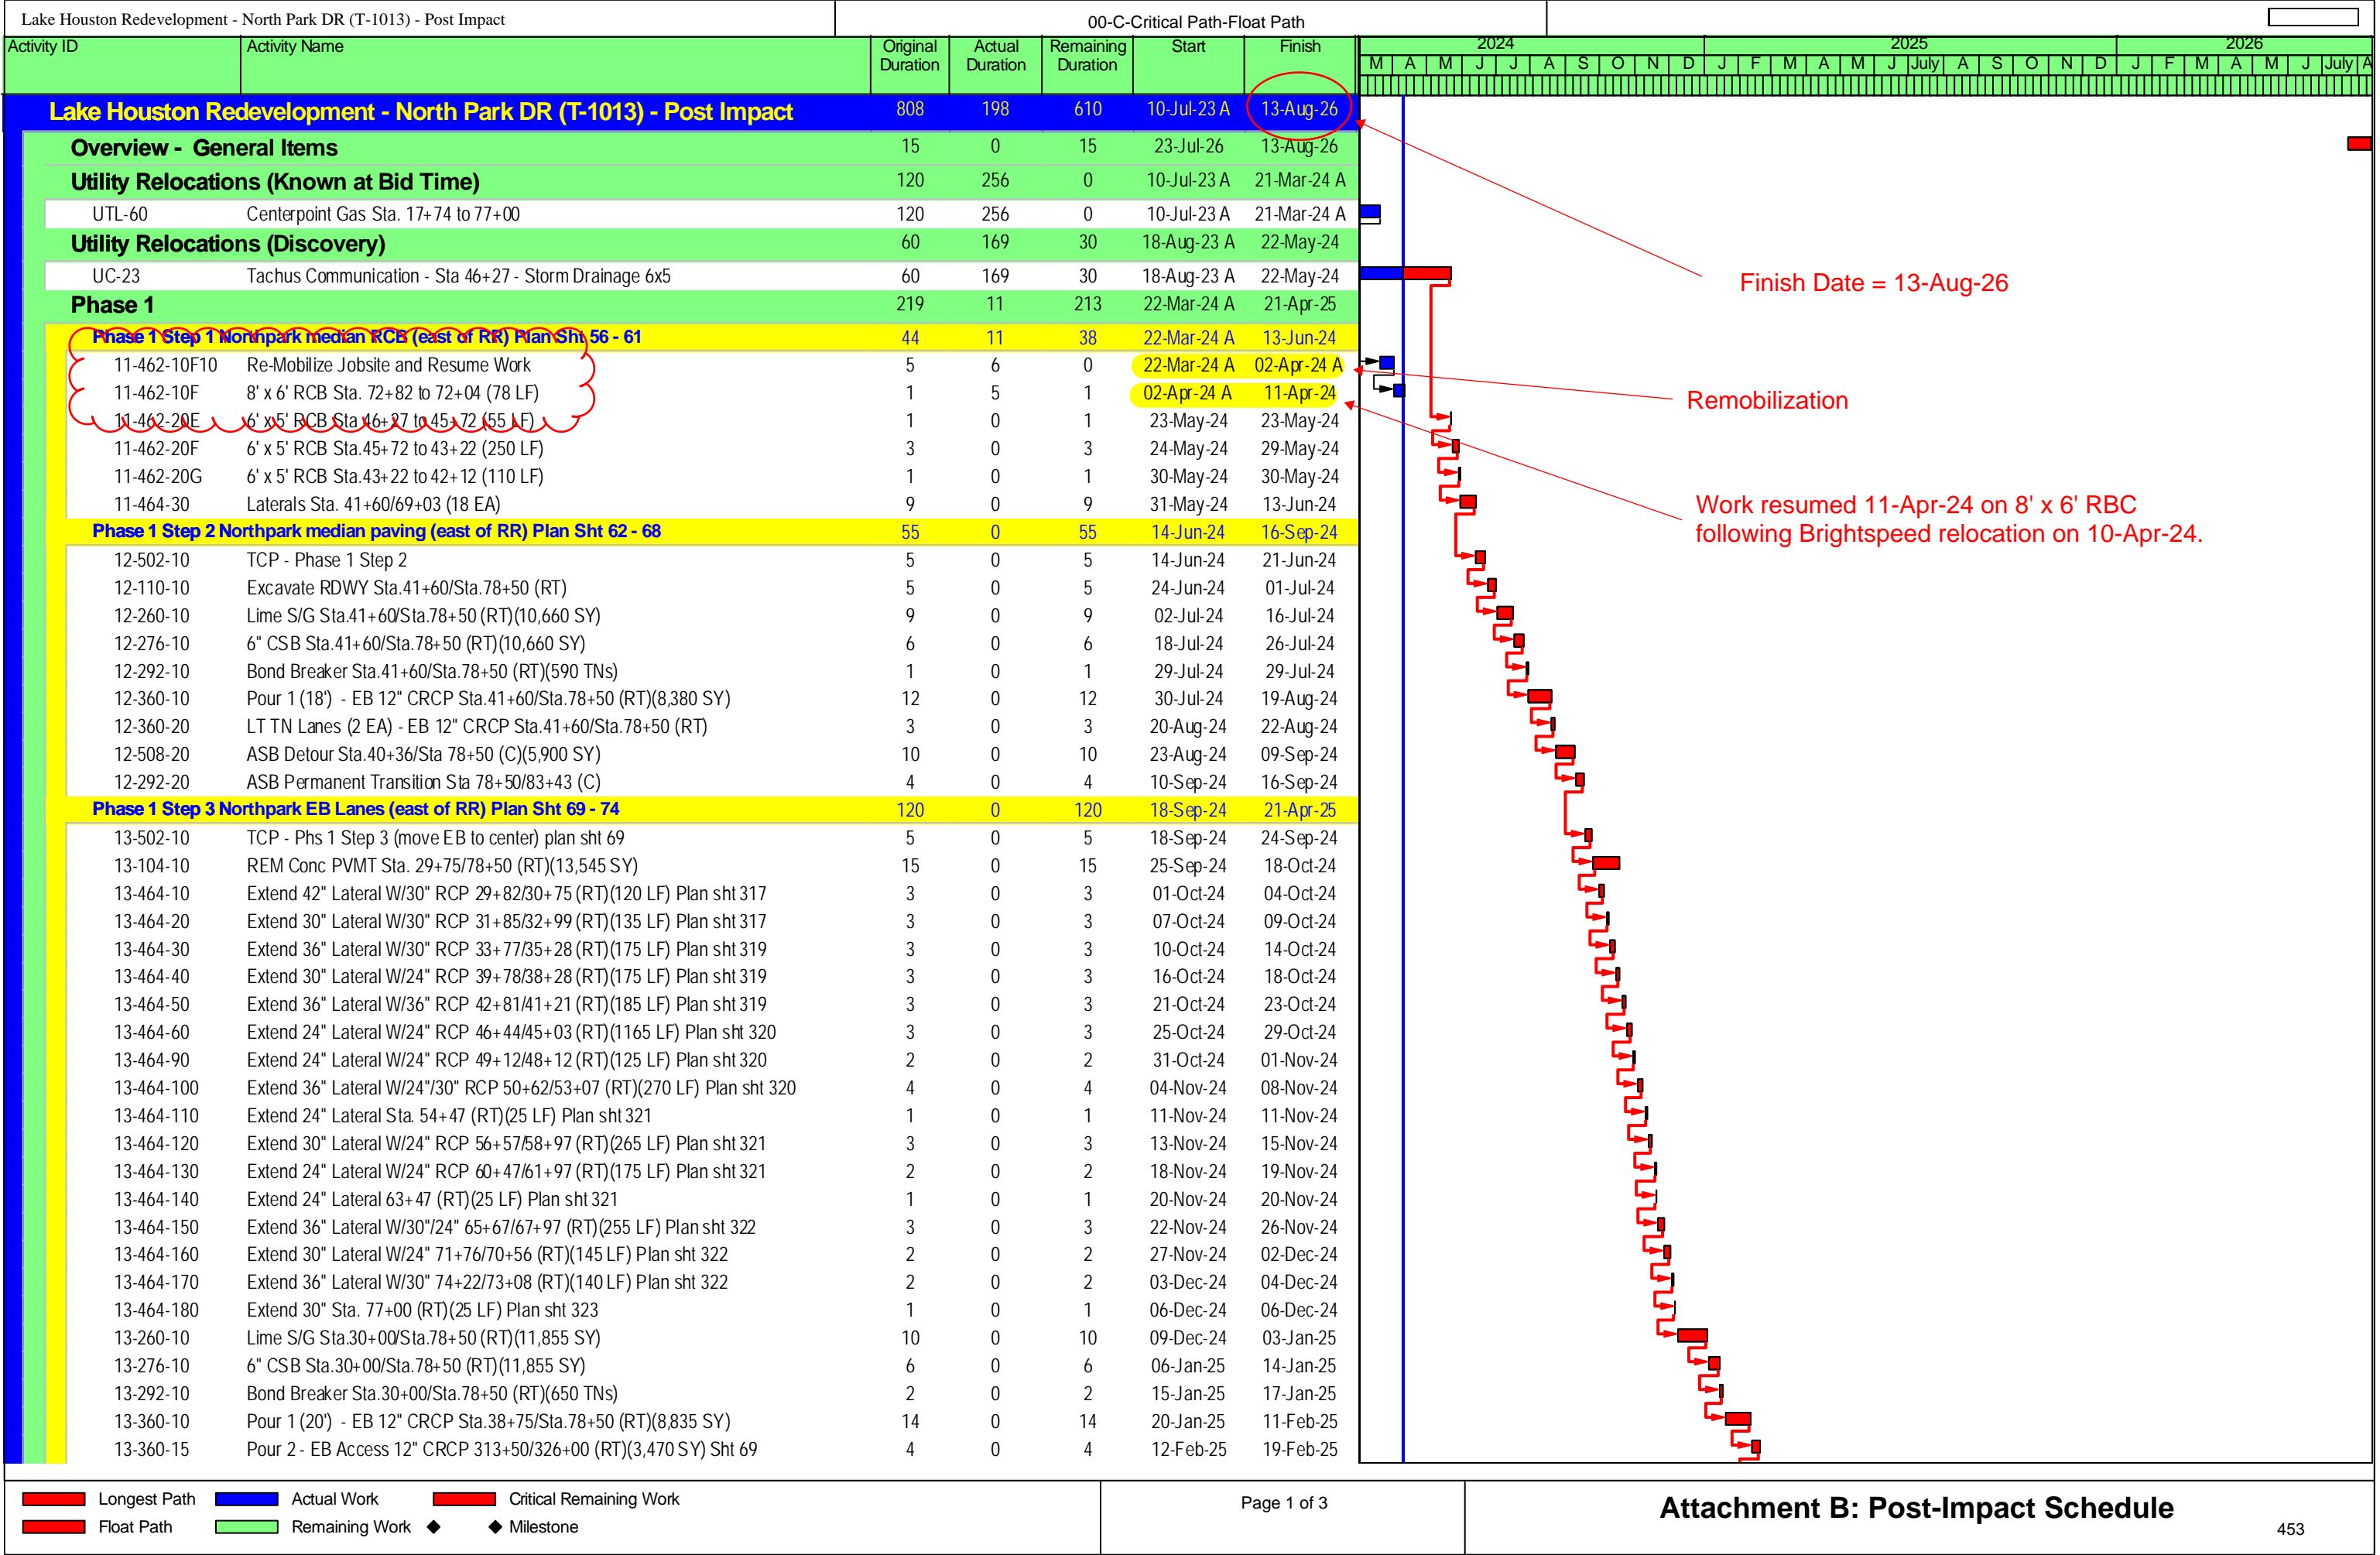 Lake Houston Redevelopment - North Park DR (T-1013) - Post Impact
00-C-Critical Path-Float Path
Activity ID Activity Name Original Duration Actual Duration Remaining Duration Start Finish
2024 2025 2026
M A M J J A S O N D J F M A M J July A S O N D J F M A M J July A
Lake Houston Redevelopment - North Park DR (T-1013) - Post Impact 808 198 610 10-Jul-23 A 13-Aug-26
Overview - General Items 15 0 15 23-Jul-26 13-Aug-26
Utility Relocations (Known at Bid Time) 120 256 0 10-Jul-23 A 21-Mar-24 A
UTL-60 Centerpoint Gas Sta. 17+74 to 77+00 120 256 0 10-Jul-23 A 21-Mar-24 A
Utility Relocations (Discovery) 60 169 30 18-Aug-23 A 22-May-24
UC-23 Tachus Communication - Sta 46+27 - Storm Drainage 6x5 60 169 30 18-Aug-23 A 22-May-24
Finish Date = 13-Aug-26
Phase 1 219 11 213 22-Mar-24 A 21-Apr-25
Phase 1 Step 1 Northpark median RCB (east of RR) Plan Sht 56 - 61 44 11 38 22-Mar-24 A 13-Jun-24
11-462-10F10 Re-Mobilize Jobsite and Resume Work 5 6 0 22-Mar-24 A 02-Apr-24 A
11-462-10F 8' x 6' RCB Sta. 72+82 to 72+04 (78 LF) 1 5 1 02-Apr-24 A 11-Apr-24
Remobilization
11-462-20E 6' x 5' RCB Sta.46+27 to 45+72 (55 LF) 1 0 1 23-May-24 23-May-24
11-462-20F 6' x 5' RCB Sta.45+72 to 43+22 (250 LF) 3 0 3 24-May-24 29-May-24
11-462-20G 6' x 5' RCB Sta.43+22 to 42+12 (110 LF) 1 0 1 30-May-24 30-May-24
11-464-30 Laterals Sta. 41+60/69+03 (18 EA) 9 0 9 31-May-24 13-Jun-24
Work resumed 11-Apr-24 on 8' x 6' RBC
following Brightspeed relocation on 10-Apr-24.
Phase 1 Step 2 Northpark median paving (east of RR) Plan Sht 62 - 68 55 0 55 14-Jun-24 16-Sep-24
12-502-10 TCP - Phase 1 Step 2 5 0 5 14-Jun-24 21-Jun-24
12-110-10 Excavate RDWY Sta.41+60/Sta.78+50 (RT) 5 0 5 24-Jun-24 01-Jul-24
12-260-10 Lime S/G Sta.41+60/Sta.78+50 (RT)(10,660 SY) 9 0 9 02-Jul-24 16-Jul-24
12-276-10 6" CSB Sta.41+60/Sta.78+50 (RT)(10,660 SY) 6 0 6 18-Jul-24 26-Jul-24
12-292-10 Bond Breaker Sta.41+60/Sta.78+50 (RT)(590 TNs) 1 0 1 29-Jul-24 29-Jul-24
12-360-10 Pour 1 (18') - EB 12" CRCP Sta.41+60/Sta.78+50 (RT)(8,380 SY) 12 0 12 30-Jul-24 19-Aug-24
12-360-20 LT TN Lanes (2 EA) - EB 12" CRCP Sta.41+60/Sta.78+50 (RT) 3 0 3 20-Aug-24 22-Aug-24
12-508-20 ASB Detour Sta.40+36/Sta 78+50 (C)(5,900 SY) 10 0 10 23-Aug-24 09-Sep-24
12-292-20 ASB Permanent Transition Sta 78+50/83+43 (C) 4 0 4 10-Sep-24 16-Sep-24
Phase 1 Step 3 Northpark EB Lanes (east of RR) Plan Sht 69 - 74 120 0 120 18-Sep-24 21-Apr-25
13-502-10 TCP - Phs 1 Step 3 (move EB to center) plan sht 69 5 0 5 18-Sep-24 24-Sep-24
13-104-10 REM Conc PVMT Sta. 29+75/78+50 (RT)(13,545 SY) 15 0 15 25-Sep-24 18-Oct-24
13-464-10 Extend 42" Lateral W/30" RCP 29+82/30+75 (RT)(120 LF) Plan sht 317 3 0 3 01-Oct-24 04-Oct-24
13-464-20 Extend 30" Lateral W/30" RCP 31+85/32+99 (RT)(135 LF) Plan sht 317 3 0 3 07-Oct-24 09-Oct-24
13-464-30 Extend 36" Lateral W/30" RCP 33+77/35+28 (RT)(175 LF) Plan sht 319 3 0 3 10-Oct-24 14-Oct-24
13-464-40 Extend 30" Lateral W/24" RCP 39+78/38+28 (RT)(175 LF) Plan sht 319 3 0 3 16-Oct-24 18-Oct-24
13-464-50 Extend 36" Lateral W/36" RCP 42+81/41+21 (RT)(185 LF) Plan sht 319 3 0 3 21-Oct-24 23-Oct-24
13-464-60 Extend 24" Lateral W/24" RCP 46+44/45+03 (RT)(1165 LF) Plan sht 320 3 0 3 25-Oct-24 29-Oct-24
13-464-90 Extend 24" Lateral W/24" RCP 49+12/48+12 (RT)(125 LF) Plan sht 320 2 0 2 31-Oct-24 01-Nov-24
13-464-100 Extend 36" Lateral W/24"/30" RCP 50+62/53+07 (RT)(270 LF) Plan sht 320 4 0 4 04-Nov-24 08-Nov-24
13-464-110 Extend 24" Lateral Sta. 54+47 (RT)(25 LF) Plan sht 321 1 0 1 11-Nov-24 11-Nov-24
13-464-120 Extend 30" Lateral W/24" RCP 56+57/58+97 (RT)(265 LF) Plan sht 321 3 0 3 13-Nov-24 15-Nov-24
13-464-130 Extend 24" Lateral W/24" RCP 60+47/61+97 (RT)(175 LF) Plan sht 321 2 0 2 18-Nov-24 19-Nov-24
13-464-140 Extend 24" Lateral 63+47 (RT)(25 LF) Plan sht 321 1 0 1 20-Nov-24 20-Nov-24
13-464-150 Extend 36" Lateral W/30"/24" 65+67/67+97 (RT)(255 LF) Plan sht 322 3 0 3 22-Nov-24 26-Nov-24
13-464-160 Extend 30" Lateral W/24" 71+76/70+56 (RT)(145 LF) Plan sht 322 2 0 2 27-Nov-24 02-Dec-24
13-464-170 Extend 36" Lateral W/30" 74+22/73+08 (RT)(140 LF) Plan sht 322 2 0 2 03-Dec-24 04-Dec-24
13-464-180 Extend 30" Sta. 77+00 (RT)(25 LF) Plan sht 323 1 0 1 06-Dec-24 06-Dec-24
13-260-10 Lime S/G Sta.30+00/Sta.78+50 (RT)(11,855 SY) 10 0 10 09-Dec-24 03-Jan-25
13-276-10 6" CSB Sta.30+00/Sta.78+50 (RT)(11,855 SY) 6 0 6 06-Jan-25 14-Jan-25
13-292-10 Bond Breaker Sta.30+00/Sta.78+50 (RT)(650 TNs) 2 0 2 15-Jan-25 17-Jan-25
13-360-10 Pour 1 (20') - EB 12" CRCP Sta.38+75/Sta.78+50 (RT)(8,835 SY) 14 0 14 20-Jan-25 11-Feb-25
13-360-15 Pour 2 - EB Access 12" CRCP 313+50/326+00 (RT)(3,470 SY) Sht 69 4 0 4 12-Feb-25 19-Feb-25
Longest Path Actual Work Critical Remaining Work
Float Path Remaining Work Milestone
Page 1 of 3
Attachment B: Post-Impact Schedule
453